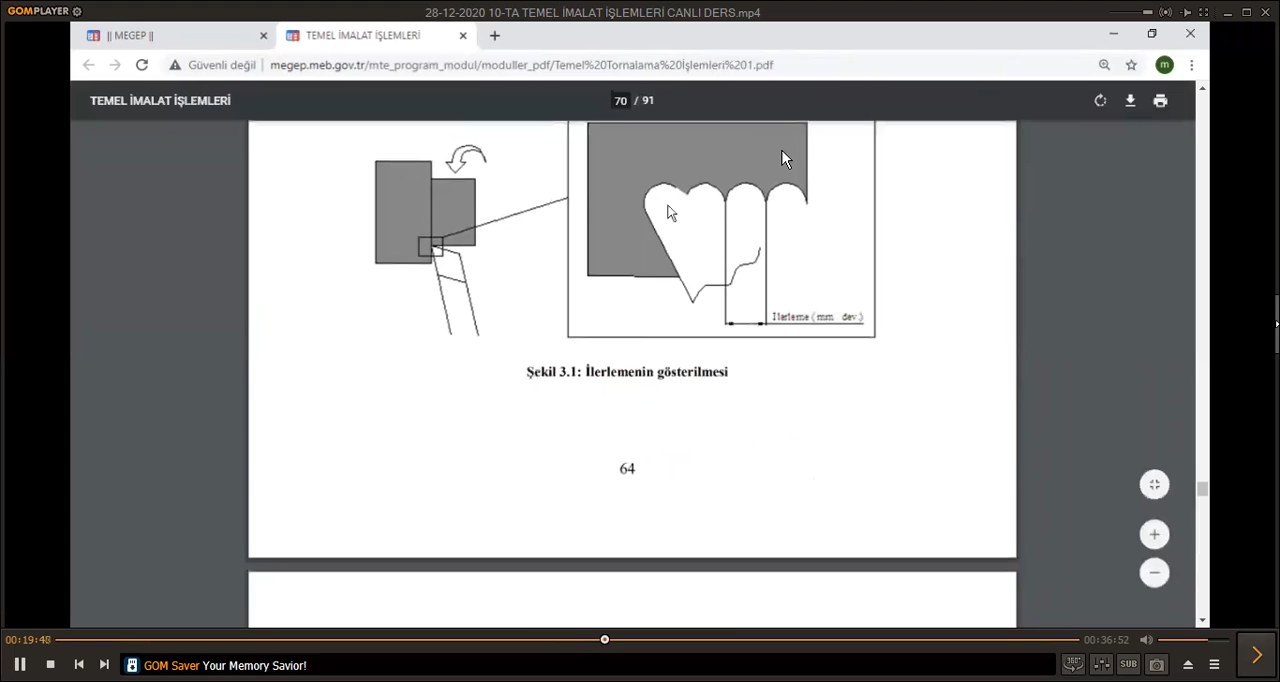 GOMPLAYER
28-12-2020 10-TA TEMEL İMALAT İŞLEMLERİ CANLI DERS.mp4
|| MEGEP ||
TEMEL İMALAT İŞLEMLERİ
Güvenli değil | megep.meb.gov.tr/mte_program_modul/moduller_pdf/Temel%20Tornalama%20İşlemleri%201.pdf
m
TEMEL İMALAT İŞLEMLERİ
70 / 91
İlerleme ( mm dev.)
Şekil 3.1: İlerlemenin gösterilmesi
64
00:19:48
00:36:52
GOM Saver Your Memory Savior!
360°
SUB